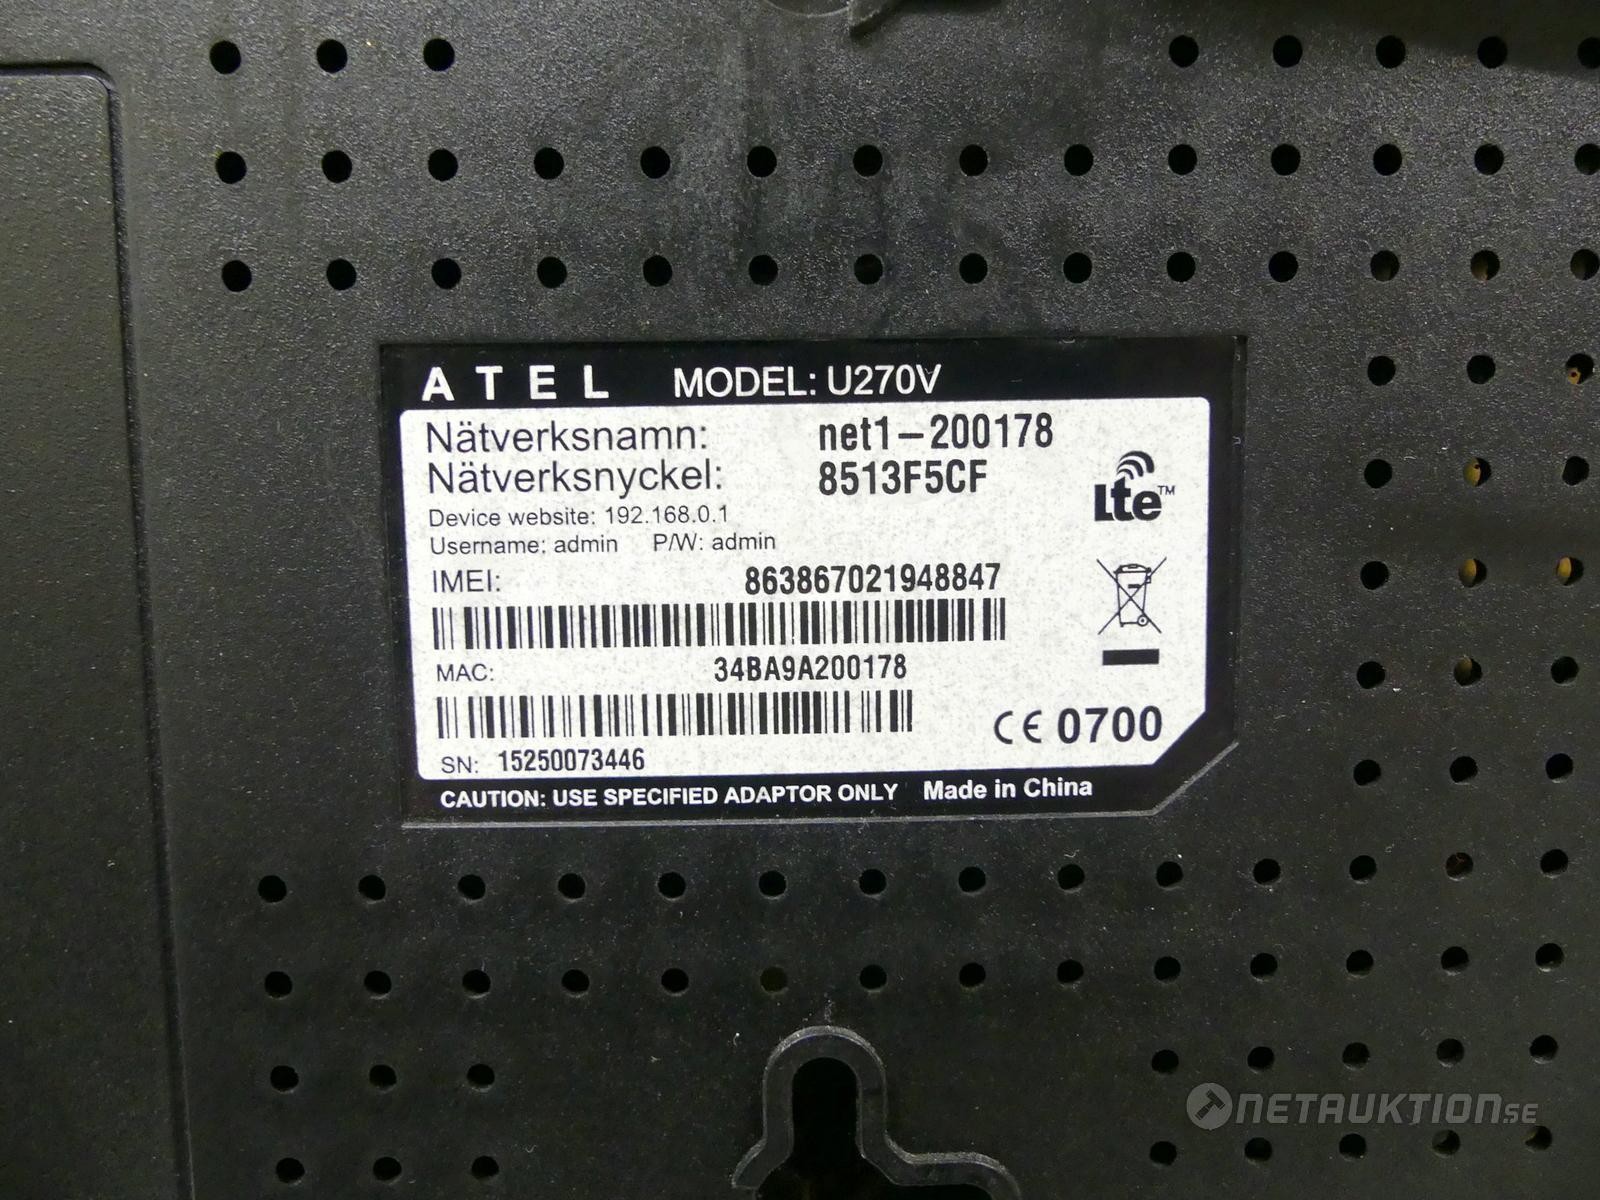 ATEL MODEL: U270V
Nätverksnamn: net1-200178
Nätverksnyckel: 8513F5CF
Device website: 192.168.0.1
Username: admin P/W: admin
IMEI: 863867021948847
MAC: 34BA9A200178
SN: 15250073446
Lte™
CE 0700
CAUTION: USE SPECIFIED ADAPTOR ONLY Made in China
NETAUKTION.SE